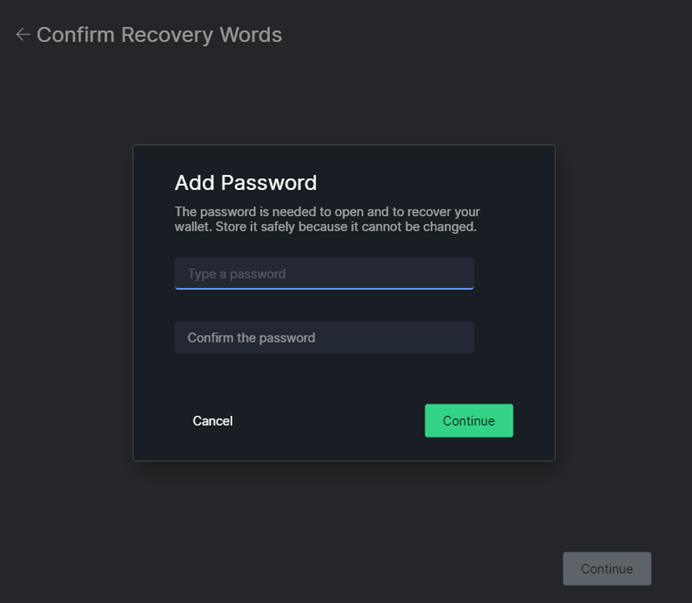 Confirm Recovery Words
Add Password
The password is needed to open and to recover your
wallet. Store it safely because it cannot be changed.
Type a password
Confirm the password
Cancel
Continue
Continue